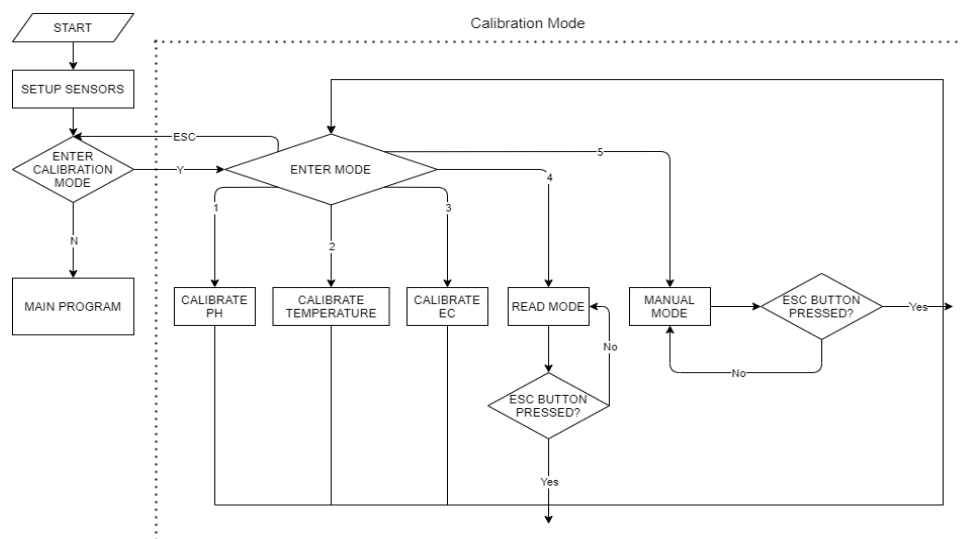 Calibration Mode
START
SETUP SENSORS
ESC
ENTER
CALIBRATION
MODE
Y
ENTER MODE
5
4
1
2
3
N
MAIN PROGRAM
CALIBRATE
PH
CALIBRATE
TEMPERATURE
CALIBRATE
EC
READ MODE
MANUAL
MODE
ESC BUTTON
PRESSED?
Yes
No
No
ESC BUTTON
PRESSED?
Yes